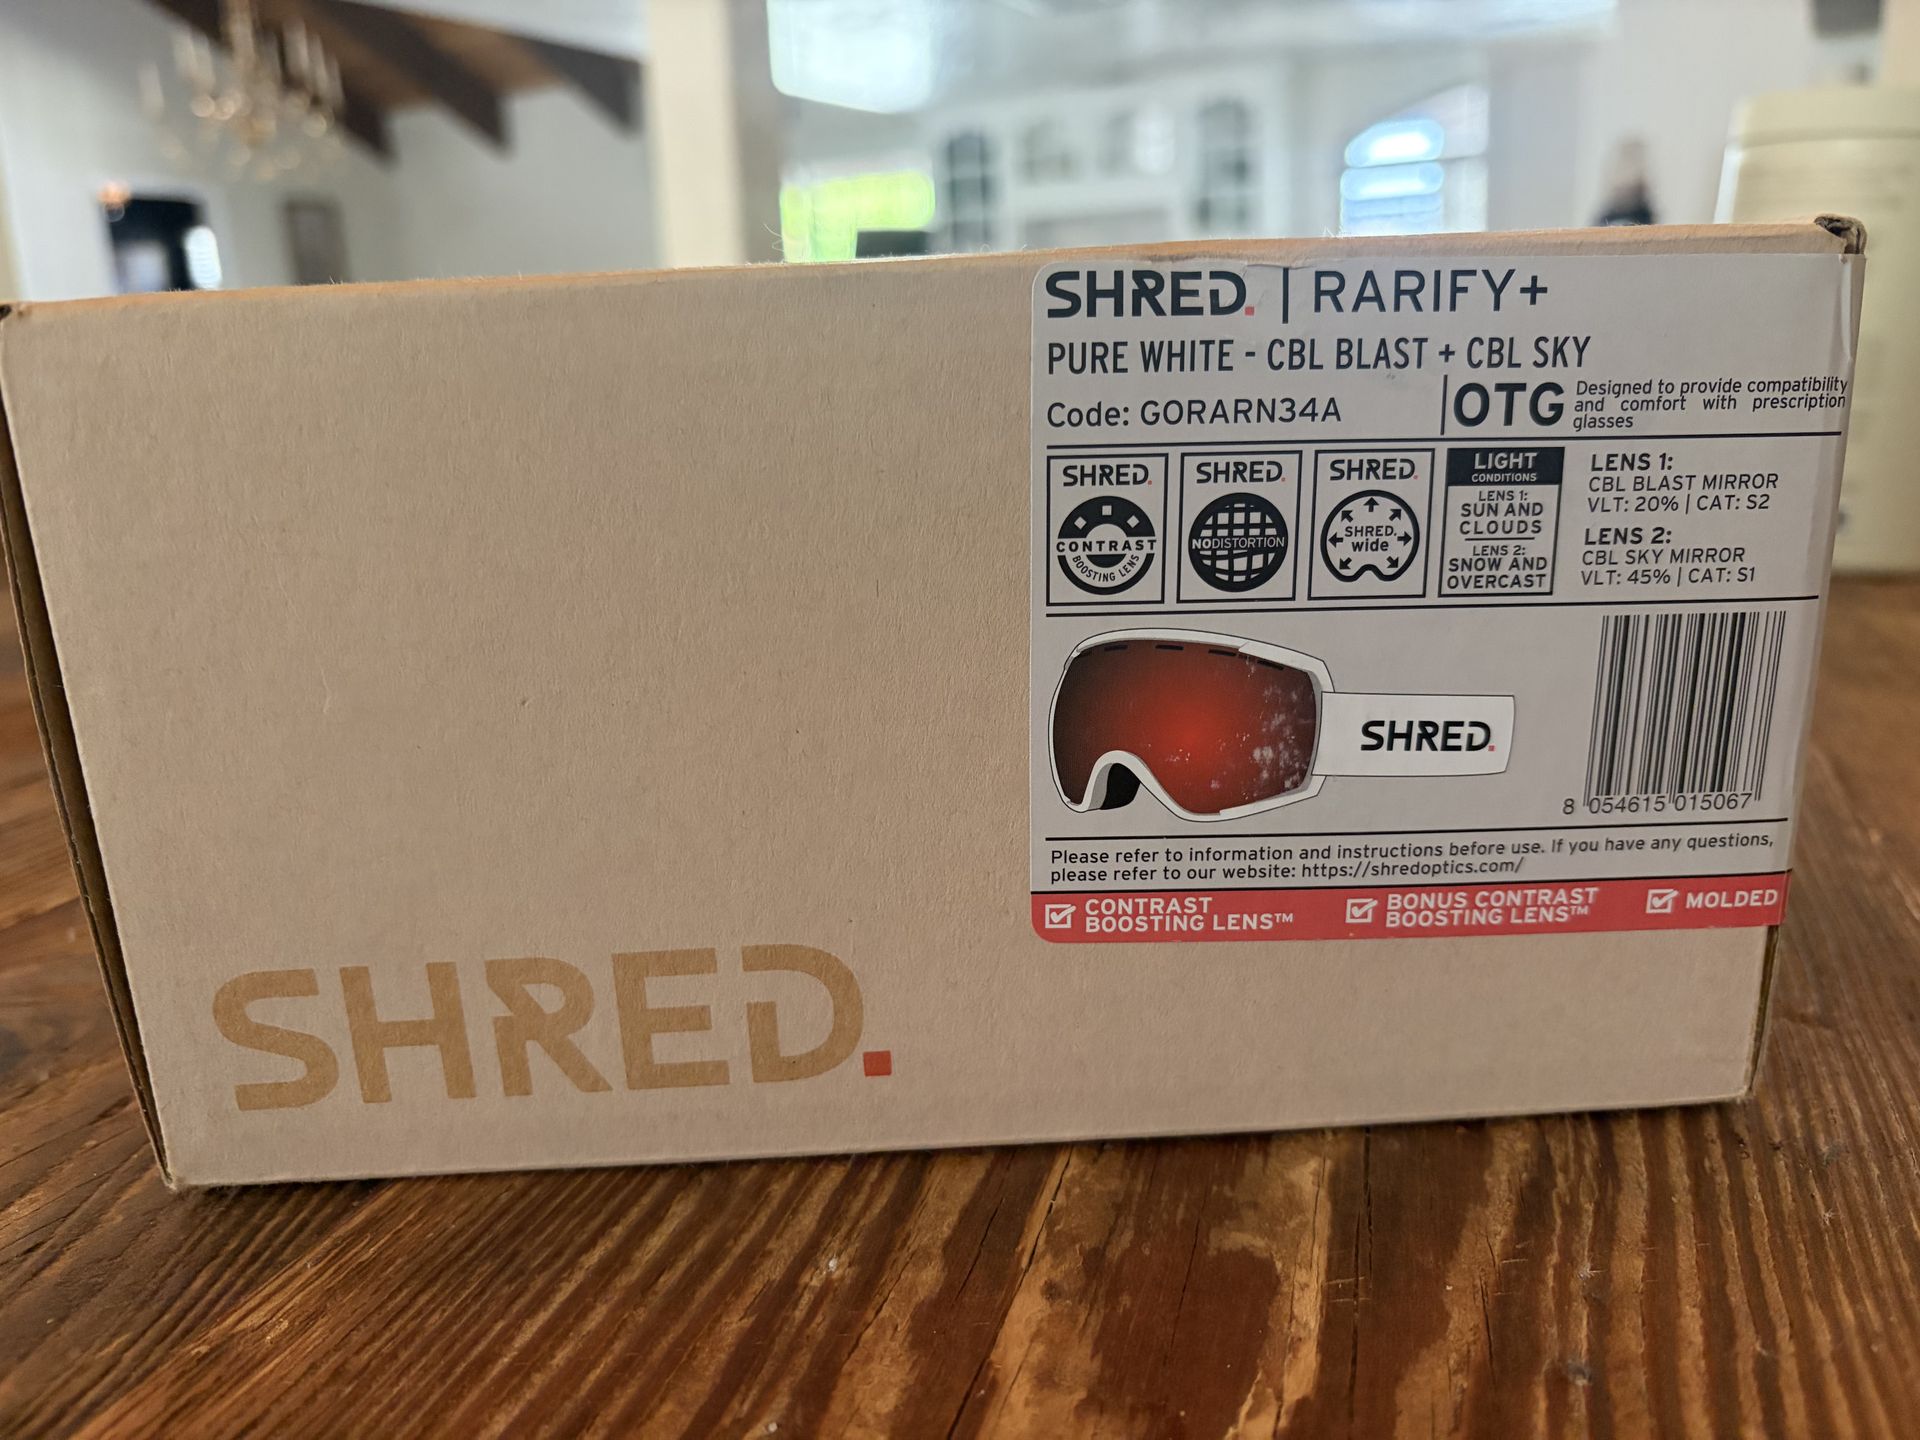 SHRED. | RARIFY+
PURE WHITE - CBL BLAST + CBL SKY
Code: GORARN34A
OTG
Designed to provide compatibility
and comfort with prescription
glasses
SHRED.
CONTRAST
BOOSTING LENS
SHRED.
NODISTORTION
SHRED.
SHRED.
wide
LIGHT
CONDITIONS
LENS 1:
SUN AND
CLOUDS
LENS 2:
SNOW AND
OVERCAST
LENS 1:
CBL BLAST MIRROR
VLT: 20% | CAT: S2
LENS 2:
CBL SKY MIRROR
VLT: 45% | CAT: S1
SHRED.
8 054615 015067
Please refer to information and instructions before use. If you have any questions,
please refer to our website: https://shredoptics.com/
CONTRAST
BOOSTING LENS™
BONUS CONTRAST
BOOSTING LENS™
MOLDED
SHRED.